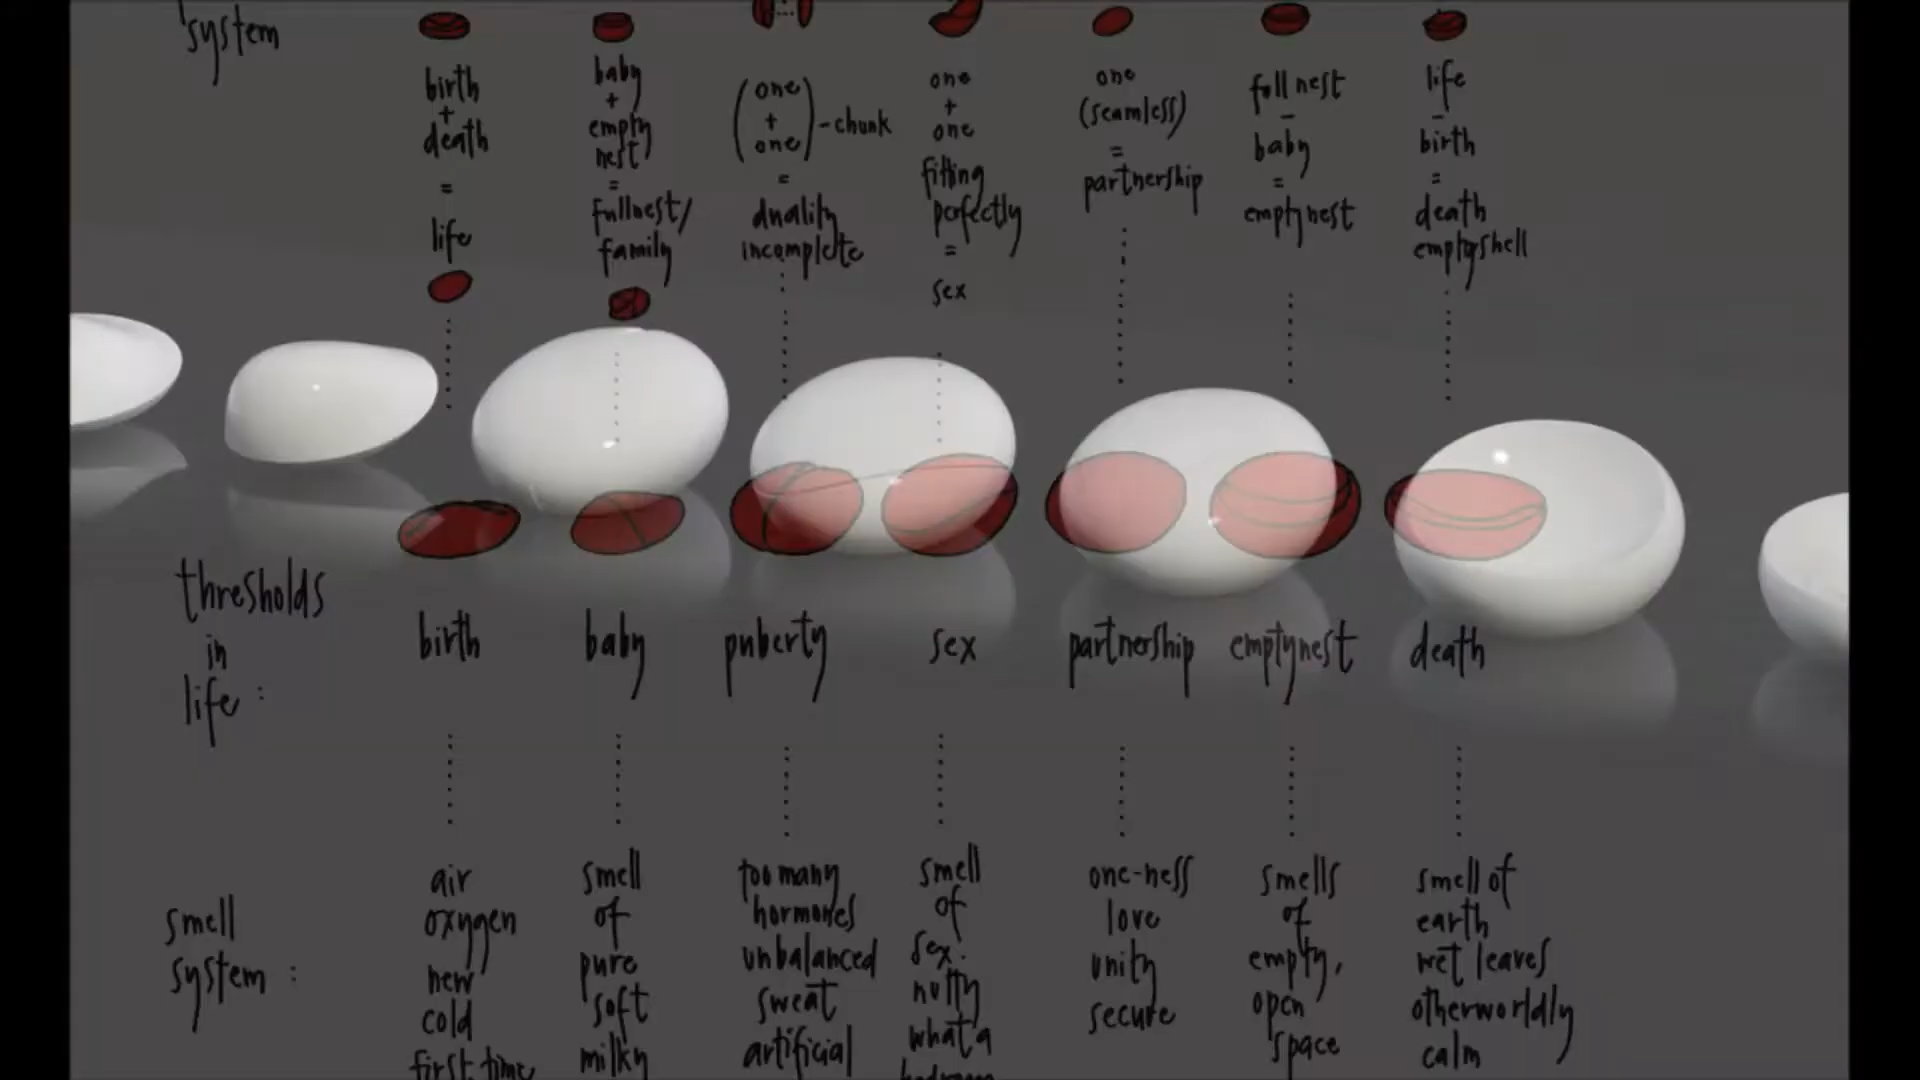 system
birth
+
death
=
life
baby
+
empty
nest
=
fullnest/
family
(one
+
one) -chunk
=
duality
incomplete
one
+
one
fitting
perfectly
=
sex
one
(seamless)
=
partnership
full nest
-
baby
=
emptynest
life
-
birth
=
death
emptyshell
thresholds
in
life :
birth
baby
puberty
sex
partnership
emptynest
death
smell
system :
air
oxygen
new
cold
first time
smell
of
pure
soft
milky
too many
hormones
unbalanced
sweat
artificial
smell
of
sex.
nutty
what a
one-ness
love
unity
secure
smells
of
empty,
open
space
smell of
earth
wet leaves
otherworldly
calm